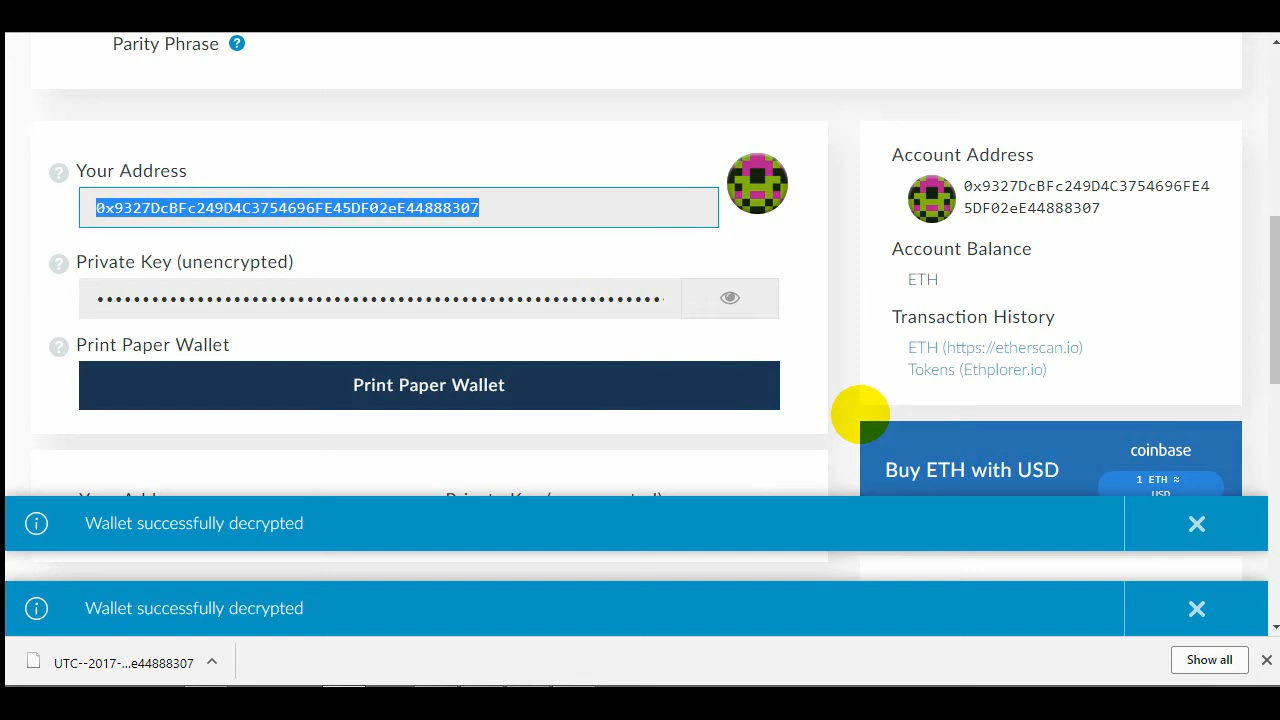 Parity Phrase
Your Address
0x9327DcBFc249D4C3754696FE45DF02eE44888307
Private Key (unencrypted)
Print Paper Wallet
Print Paper Wallet
Account Address
0x9327DcBFc249D4C3754696FE4
5DF02eE44888307
Account Balance
ETH
Transaction History
ETH (https://etherscan.io)
Tokens (Ethplorer.io)
Buy ETH with USD
coinbase
1 ETH ≈
USD
Wallet successfully decrypted
Wallet successfully decrypted
UTC--2017-...e44888307
Show all